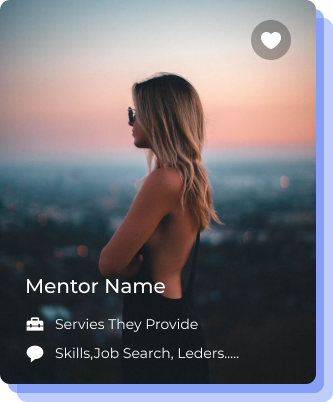 Mentor Name
Servies They Provide
Skills,Job Search, Leders.....